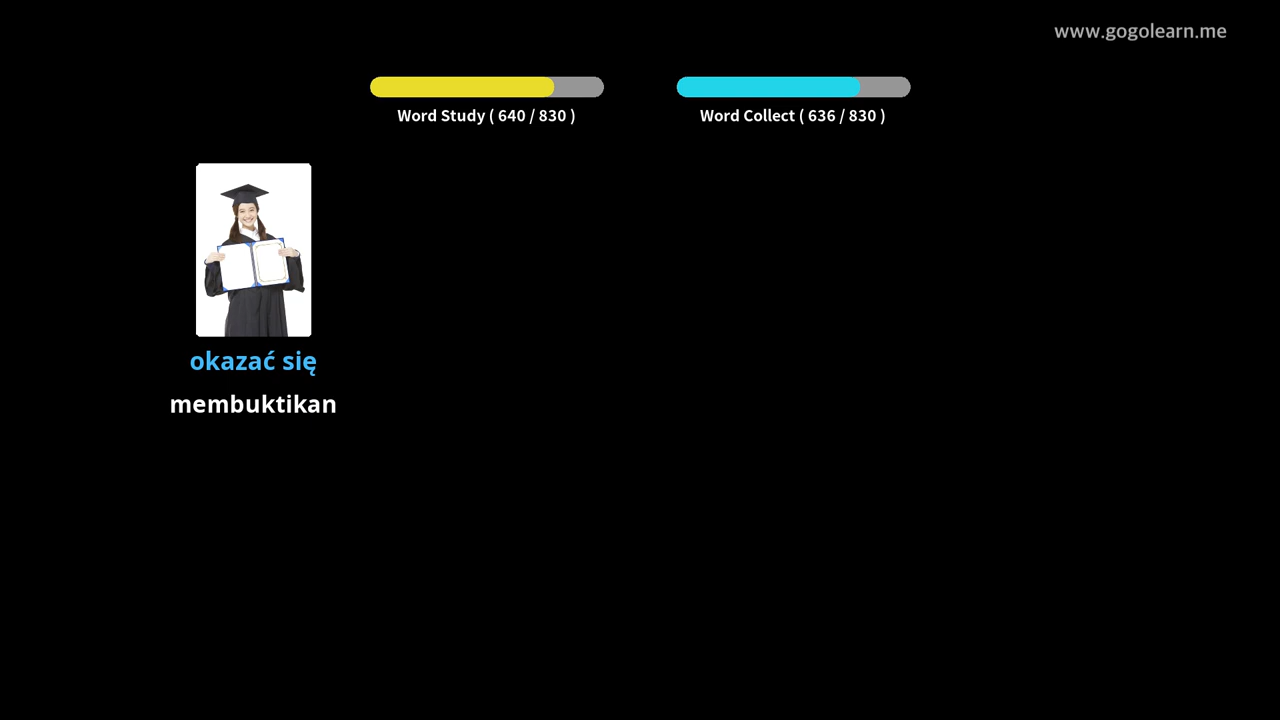 www.gogolearn.me
Word Study ( 640 / 830 )
Word Collect ( 636 / 830 )
okazać się
membuktikan